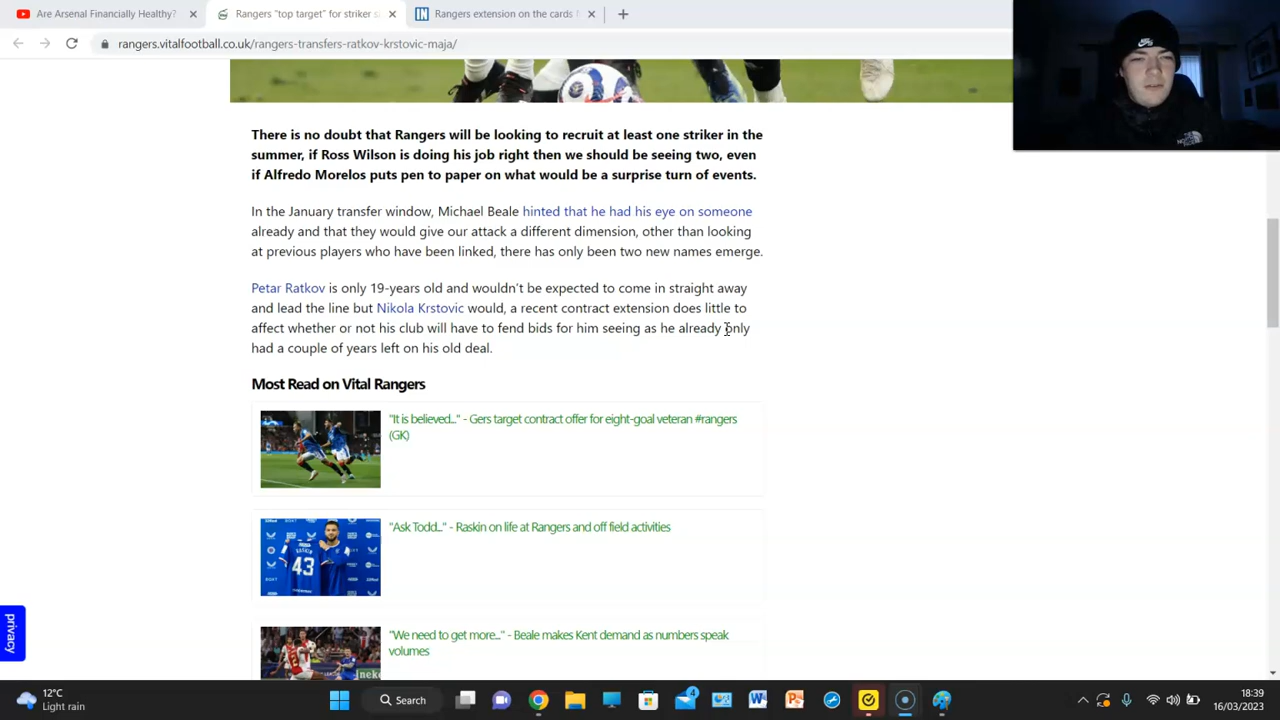 Are Arsenal Financially Healthy?
Rangers "top target" for striker s
Rangers extension on the cards f
rangers.vitalfootball.co.uk/rangers-transfers-ratkov-krstovic-maja/
There is no doubt that Rangers will be looking to recruit at least one striker in the
summer, if Ross Wilson is doing his job right then we should be seeing two, even
if Alfredo Morelos puts pen to paper on what would be a surprise turn of events.
In the January transfer window, Michael Beale hinted that he had his eye on someone
already and that they would give our attack a different dimension, other than looking
at previous players who have been linked, there has only been two new names emerge.
Petar Ratkov is only 19-years old and wouldn't be expected to come in straight away
and lead the line but Nikola Krstovic would, a recent contract extension does little to
affect whether or not his club will have to fend bids for him seeing as he already only
had a couple of years left on his old deal.
Most Read on Vital Rangers
"It is believed..." - Gers target contract offer for eight-goal veteran #rangers
(GK)
"Ask Todd..." - Raskin on life at Rangers and off field activities
RASKIN
43
"We need to get more..." - Beale makes Kent demand as numbers speak
volumes
privacy
12°C
Light rain
Search
4
18:39
16/03/2023